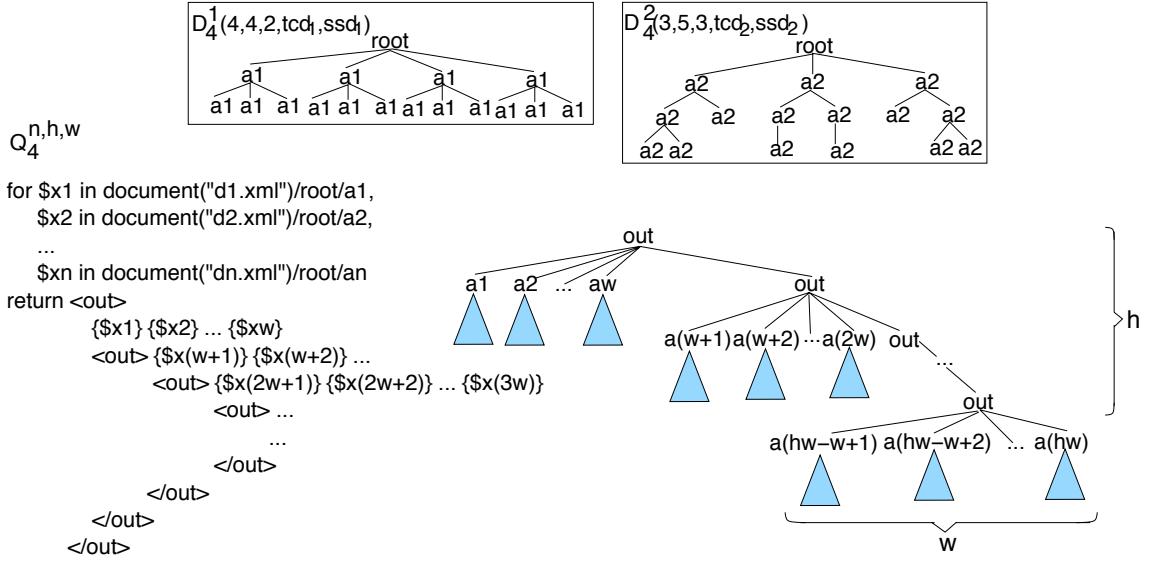 D₄¹(4,4,2,tcd₁,ssd₁)
root
a1 a1 a1 a1
a1 a1 a1 a1 a1 a1 a1 a1 a1 a1 a1 a1
D₄²(3,5,3,tcd₂,ssd₂)
root
a2 a2 a2
a2 a2 a2 a2 a2 a2
a2 a2 a2 a2 a2 a2
Q₄ⁿ,ʰ,ʷ
for $x1 in document("d1.xml")/root/a1,
$x2 in document("d2.xml")/root/a2,
...
$xn in document("dn.xml")/root/an
return <out>
{$x1} {$x2} ... {$xw}
<out> {$x(w+1)} {$x(w+2)} ...
<out> {$x(2w+1)} {$x(2w+2)} ... {$x(3w)}
<out> ...
...
</out>
</out>
</out>
</out>
out
a1 a2 ... aw out
a(w+1) a(w+2) ... a(2w) out
...
out
a(hw−w+1) a(hw−w+2) ... a(hw)
h
w